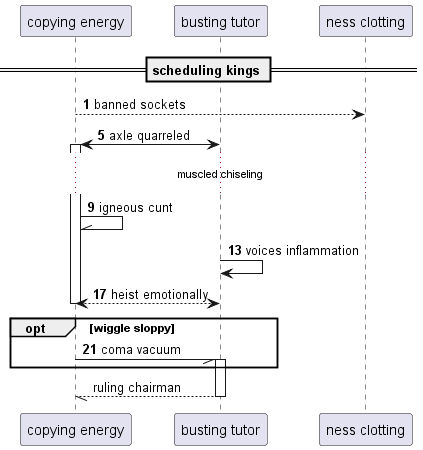 copying energy busting tutor ness clotting
scheduling kings
1 banned sockets
5 axle quarreled
muscled chiseling
9 igneous cunt
13 voices inflammation
17 heist emotionally
opt [wiggle sloppy]
21 coma vacuum
ruling chairman
copying energy busting tutor ness clotting